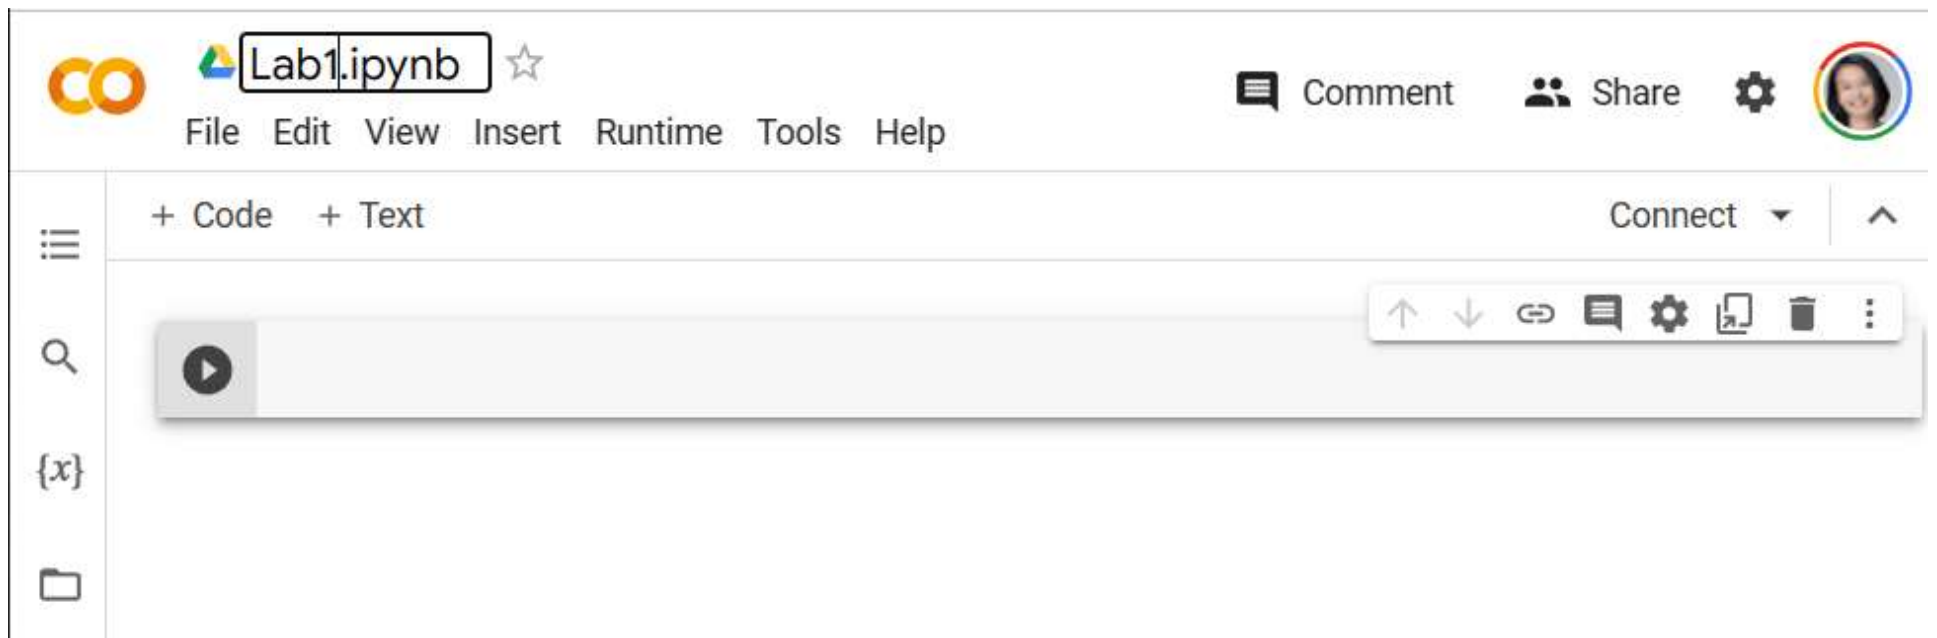 CO
Lab1.ipynb
Comment
Share
File Edit View Insert Runtime Tools Help
+ Code + Text
Connect
{x}